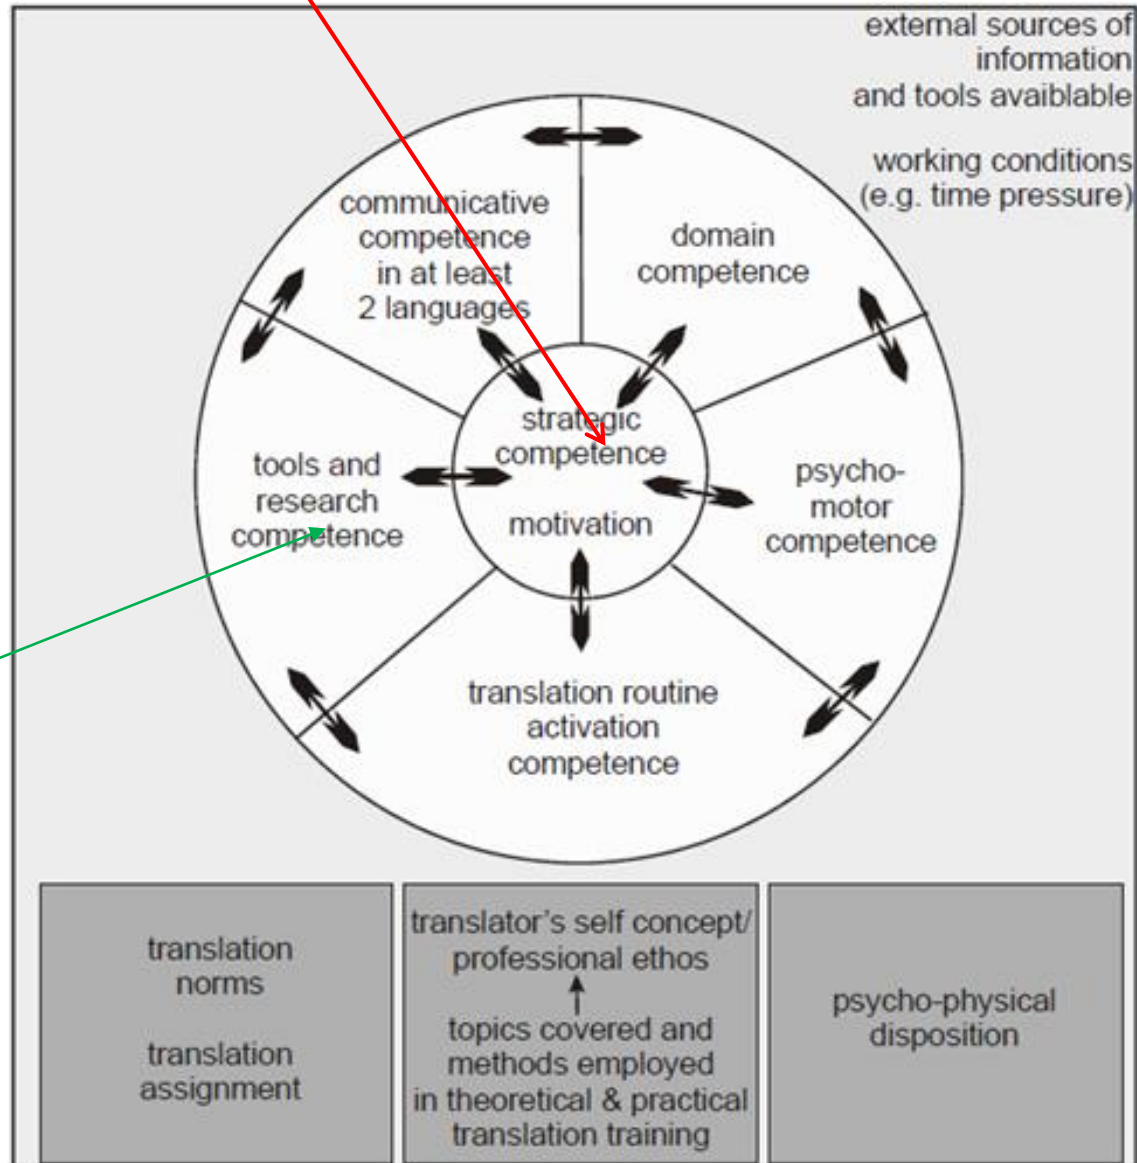 external sources of
information
and tools avaiblable
working conditions
(e.g. time pressure)
communicative
competence
in at least
2 languages
domain
competence
strategic
competence
motivation
tools and
research
competence
psycho-
motor
competence
translation routine
activation
competence
translation
norms
translation
assignment
translator's self concept/
professional ethos
topics covered and
methods employed
in theoretical & practical
translation training
psycho-physical
disposition